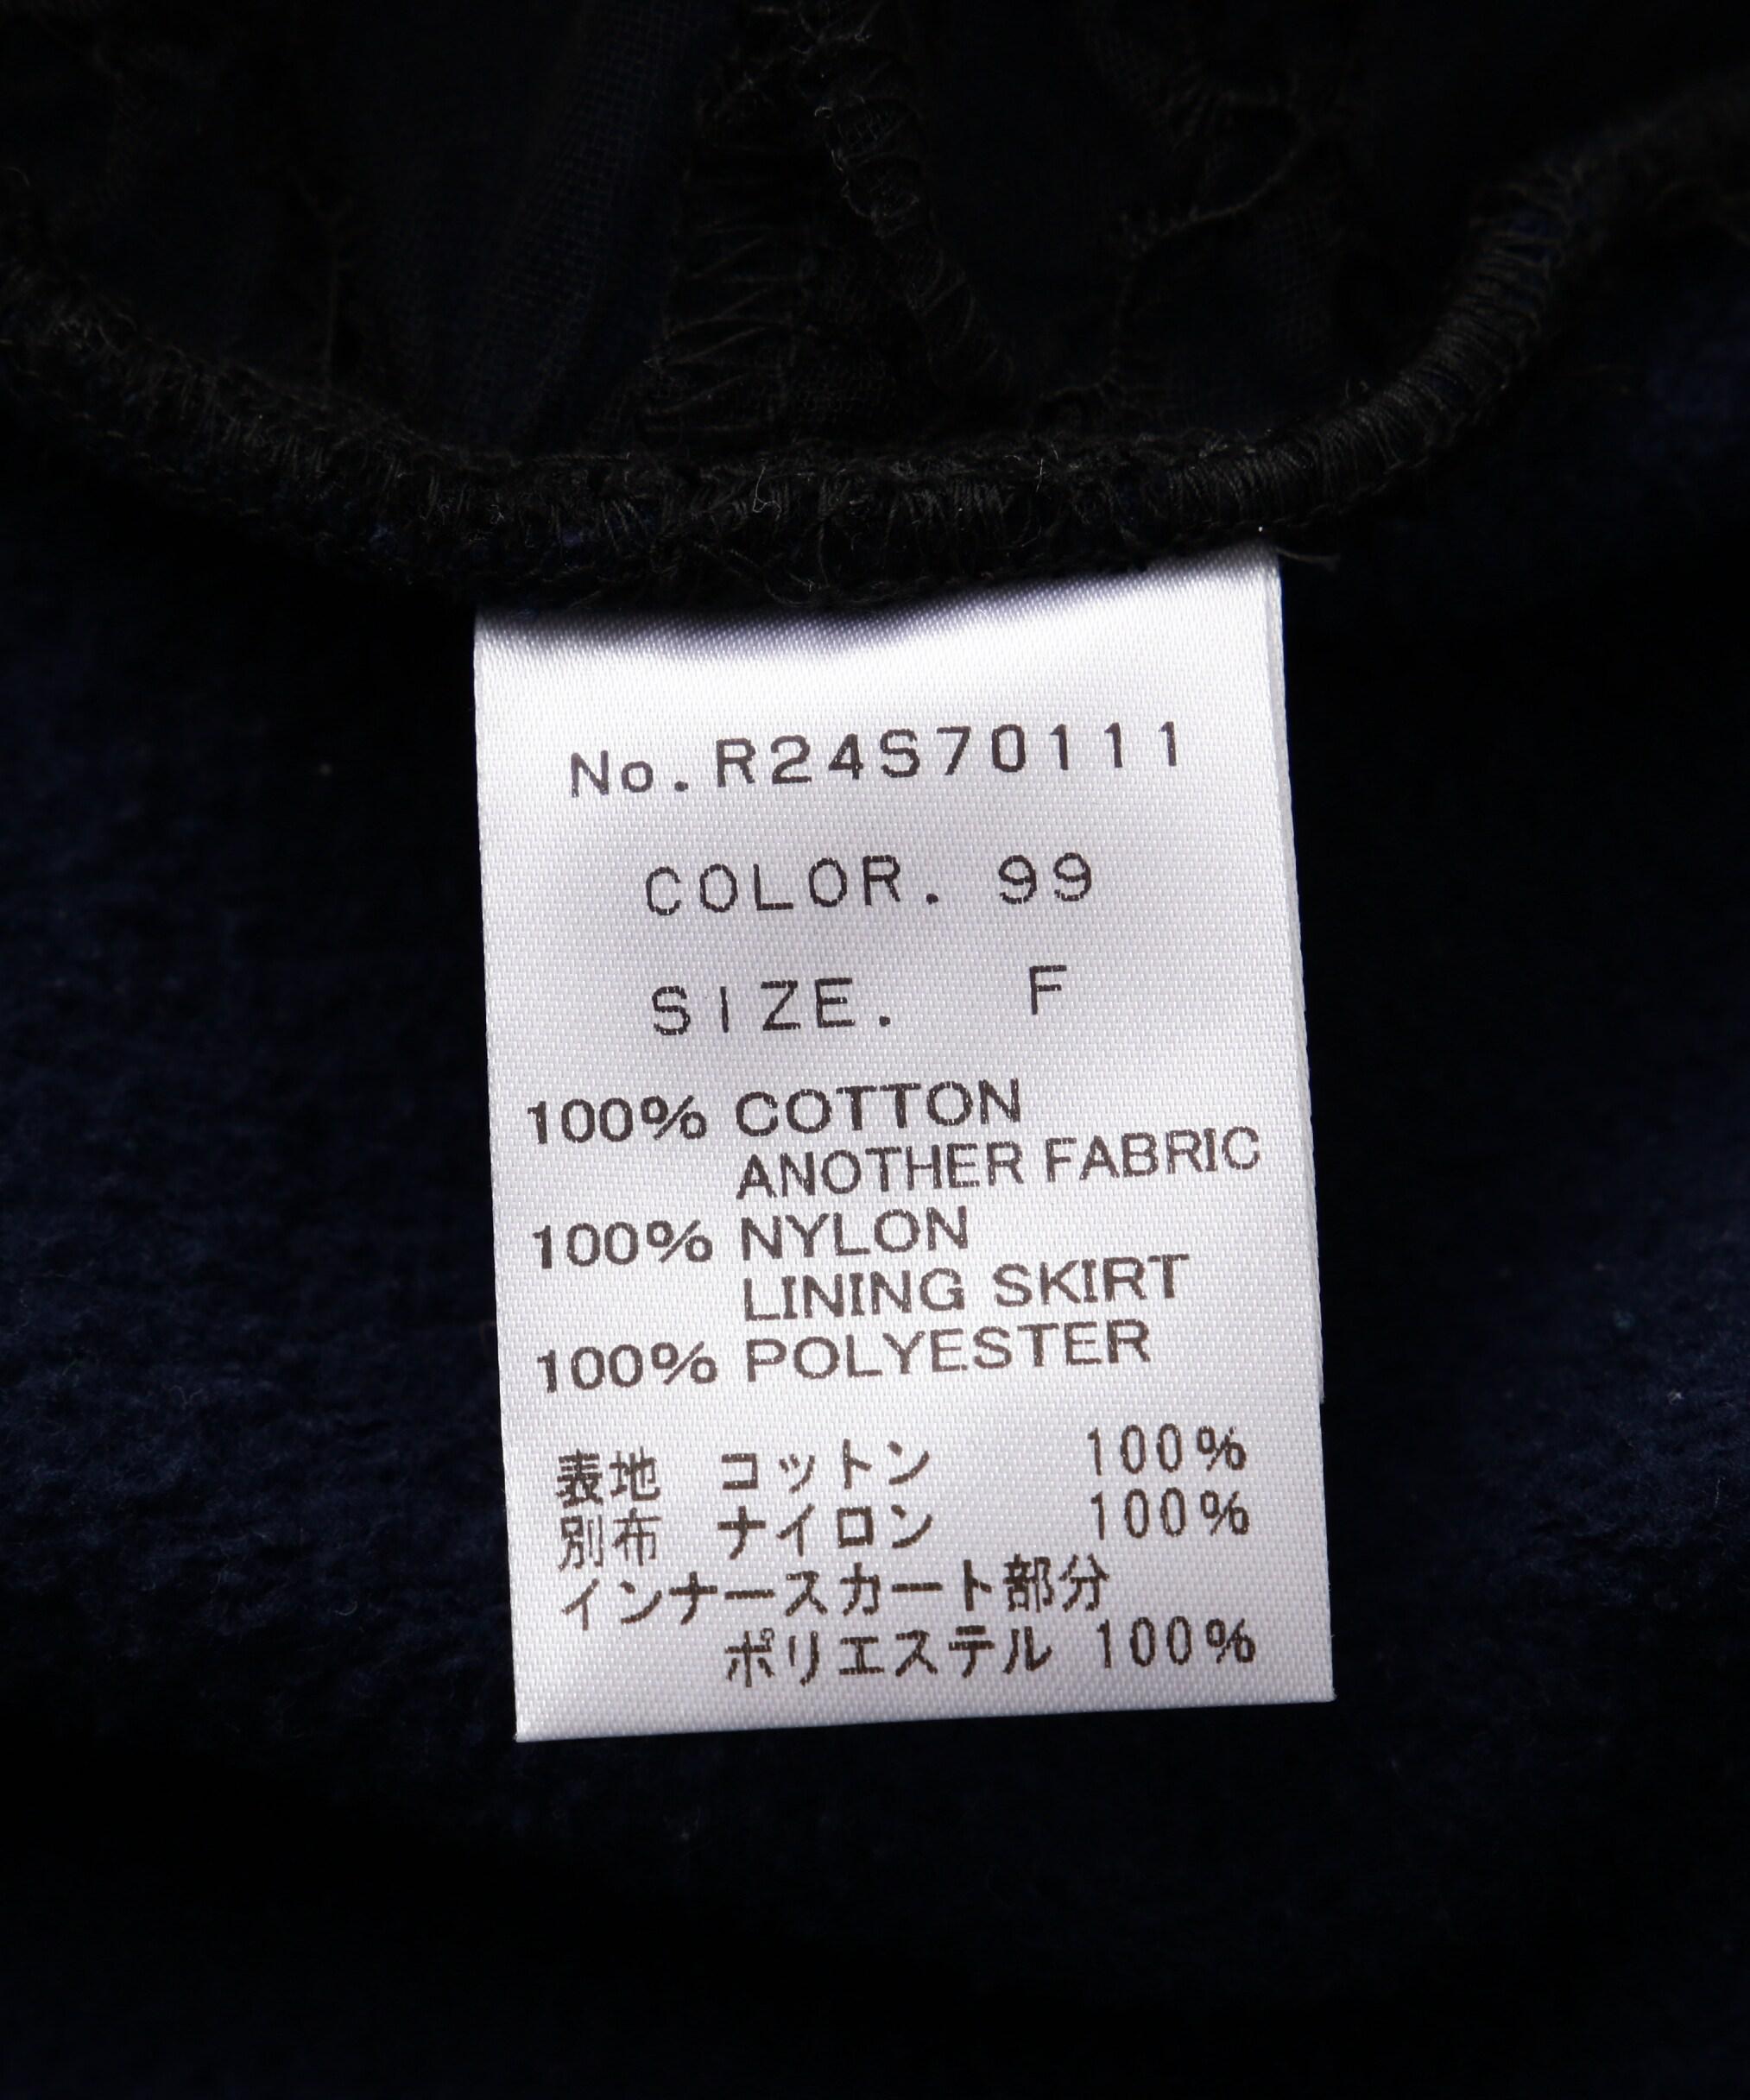 No.R24S70111
COLOR. 99
SIZE. F
100% COTTON
ANOTHER FABRIC
100% NYLON
LINING SKIRT
100% POLYESTER
表地 コットン 100%
別布 ナイロン 100%
インナースカート部分
ポリエステル 100%